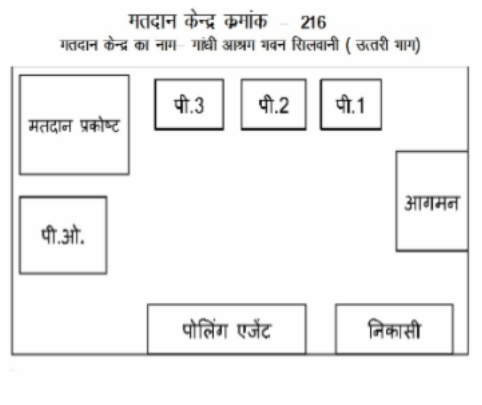 मतदान केन्द्र क्रमांक - 216
मतदान केन्द्र का नाम- गांधी आश्रम भवन सिलवानी ( उत्तरी भाग)
मतदान प्रकोष्ट
पी.3
पी.2
पी.1
आगमन
पी.ओ.
पोलिंग एजेंट
निकासी